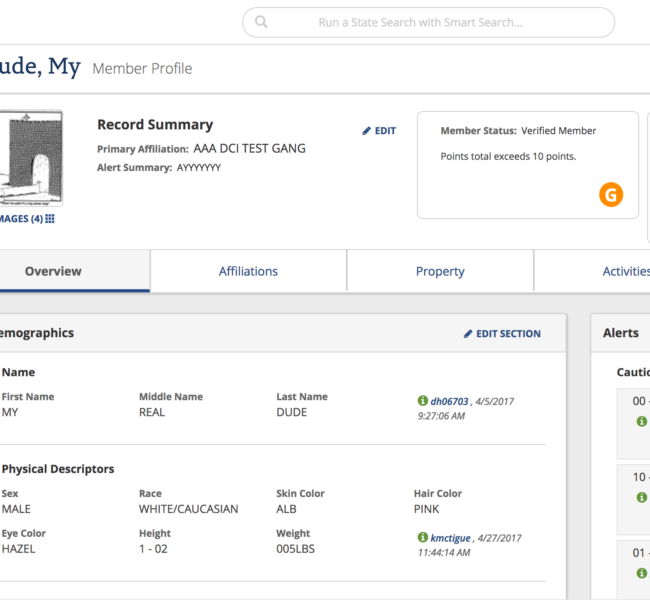 Run a State Search with Smart Search...
ude, My Member Profile
Record Summary
EDIT
Primary Affiliation: AAA DCI TEST GANG
Alert Summary: AYYYYYY
MAGES (4)
Member Status: Verified Member
Points total exceeds 10 points.
G
Overview
Affiliations
Property
Activities
emographics
EDIT SECTION
Alerts
Name
First Name
MY
Middle Name
REAL
Last Name
DUDE
dh06703 , 4/5/2017
9:27:06 AM
Physical Descriptors
Sex
MALE
Race
WHITE/CAUCASIAN
Skin Color
ALB
Hair Color
PINK
Eye Color
HAZEL
Height
1 - 02
Weight
005LBS
kmctigue , 4/27/2017
11:44:14 AM
Cautio
00 -
10 -
01 -